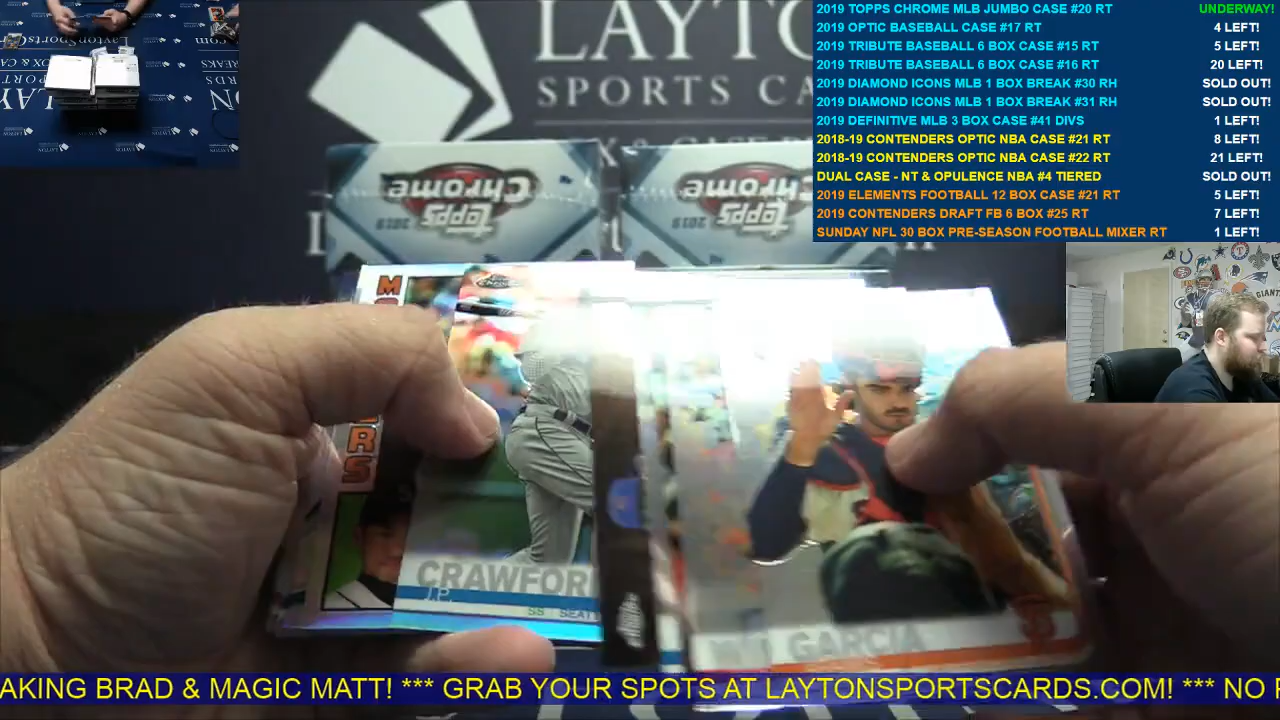 2019 TOPPS CHROME MLB JUMBO CASE #20 RT UNDERWAY!
2019 OPTIC BASEBALL CASE #17 RT 4 LEFT!
2019 TRIBUTE BASEBALL 6 BOX CASE #15 RT 5 LEFT!
2019 TRIBUTE BASEBALL 6 BOX CASE #16 RT 20 LEFT!
2019 DIAMOND ICONS MLB 1 BOX BREAK #30 RH SOLD OUT!
2019 DIAMOND ICONS MLB 1 BOX BREAK #31 RH SOLD OUT!
2019 DEFINITIVE MLB 3 BOX CASE #41 DIVS 1 LEFT!
2018-19 CONTENDERS OPTIC NBA CASE #21 RT 8 LEFT!
2018-19 CONTENDERS OPTIC NBA CASE #22 RT 21 LEFT!
DUAL CASE - NT & OPULENCE NBA #4 TIERED SOLD OUT!
2019 ELEMENTS FOOTBALL 12 BOX CASE #21 RT 5 LEFT!
2019 CONTENDERS DRAFT FB 6 BOX #25 RT 7 LEFT!
SUNDAY NFL 30 BOX PRE-SEASON FOOTBALL MIXER RT 1 LEFT!
LAYTO
SPORTS CA
topps Chrome 2019
topps Chrome 2019
M
ERS
CRAWFOR
J.P.
SS SEAT
GARCIA
AKING BRAD & MAGIC MATT! *** GRAB YOUR SPOTS AT LAYTONSPORTSCARDS.COM! *** NO